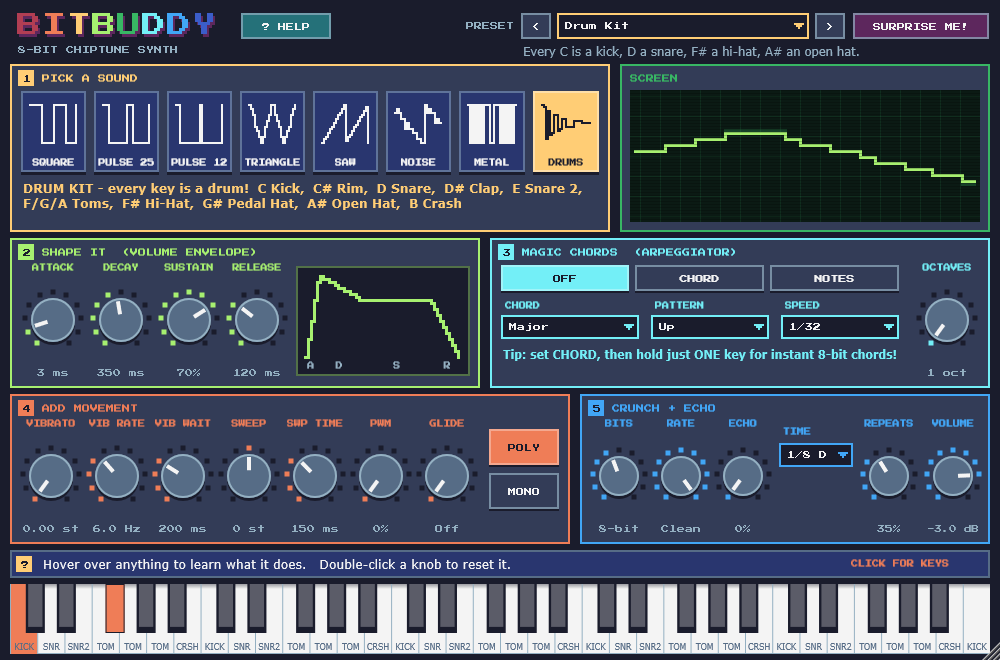 BITBUDDY
8-BIT CHIPTUNE SYNTH
? HELP
PRESET < Drum Kit > SURPRISE ME!
Every C is a kick, D a snare, F# a hi-hat, A# an open hat.
1 PICK A SOUND
SQUARE PULSE 25 PULSE 12 TRIANGLE SAW NOISE METAL DRUMS
DRUM KIT - every key is a drum! C Kick, C# Rim, D Snare, D# Clap, E Snare 2,
F/G/A Toms, F# Hi-Hat, G# Pedal Hat, A# Open Hat, B Crash
SCREEN
2 SHAPE IT (VOLUME ENVELOPE)
ATTACK DECAY SUSTAIN RELEASE
A D S R
3 ms 350 ms 70% 120 ms
3 MAGIC CHORDS (ARPEGGIATOR)
OFF CHORD NOTES OCTAVES
CHORD PATTERN SPEED
Major Up 1/32
Tip: set CHORD, then hold just ONE key for instant 8-bit chords!
1 oct
4 ADD MOVEMENT
VIBRATO VIB RATE VIB WAIT SWEEP SWP TIME PWM GLIDE
POLY
MONO
0.00 st 6.0 Hz 200 ms 0 st 150 ms 0% Off
5 CRUNCH + ECHO
BITS RATE ECHO TIME REPEATS VOLUME
1/8 D
8-bit Clean 0% 35% -3.0 dB
? Hover over anything to learn what it does. Double-click a knob to reset it. CLICK FOR KEYS
KICK SNR SNR2 TOM TOM TOM CRSH KICK SNR SNR2 TOM TOM TOM CRSH KICK SNR SNR2 TOM TOM TOM CRSH KICK SNR SNR2 TOM TOM TOM CRSH KICK SNR SNR2 TOM TOM TOM CRSH KICK